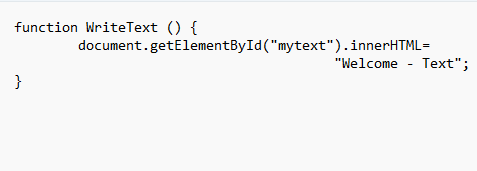 function WriteText () {
document.getElementById("mytext").innerHTML=
"Welcome - Text";
}